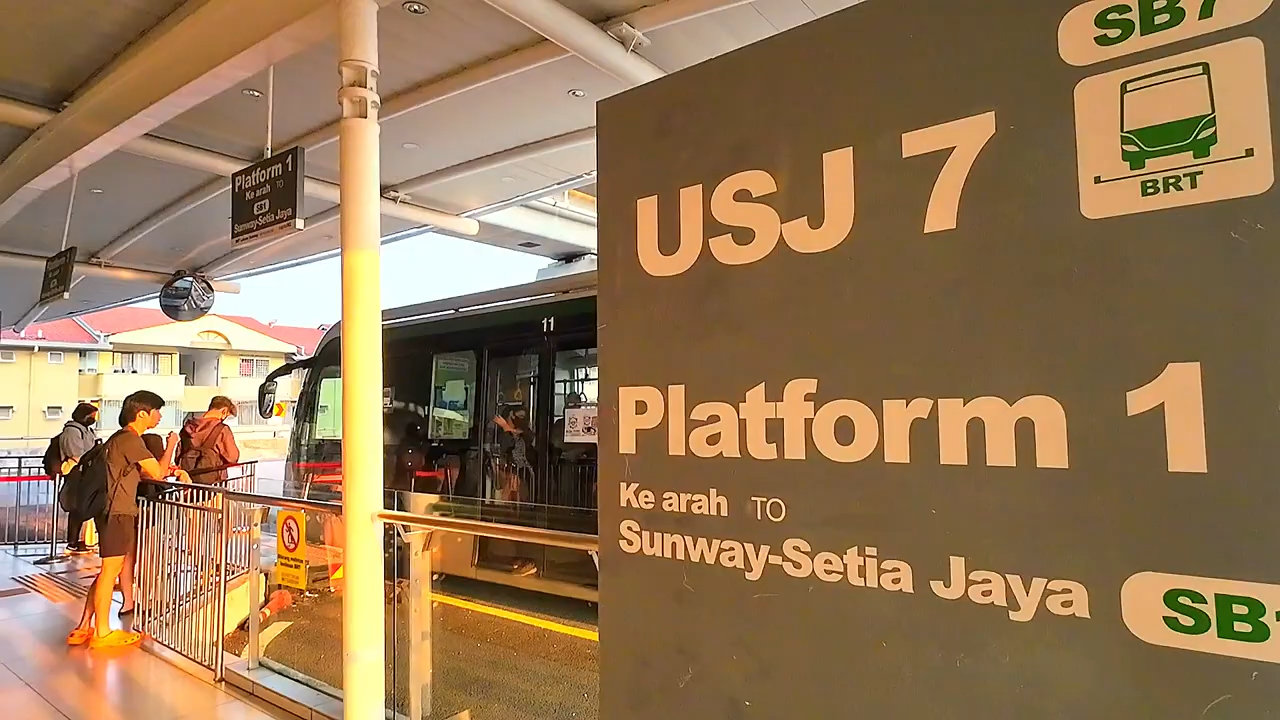 SB7
BRT
USJ 7
Platform 1
Ke arah TO
Sunway-Setia Jaya
SB
Platform 1
Ke arah TO
SB1
Sunway-Setia Jaya
11